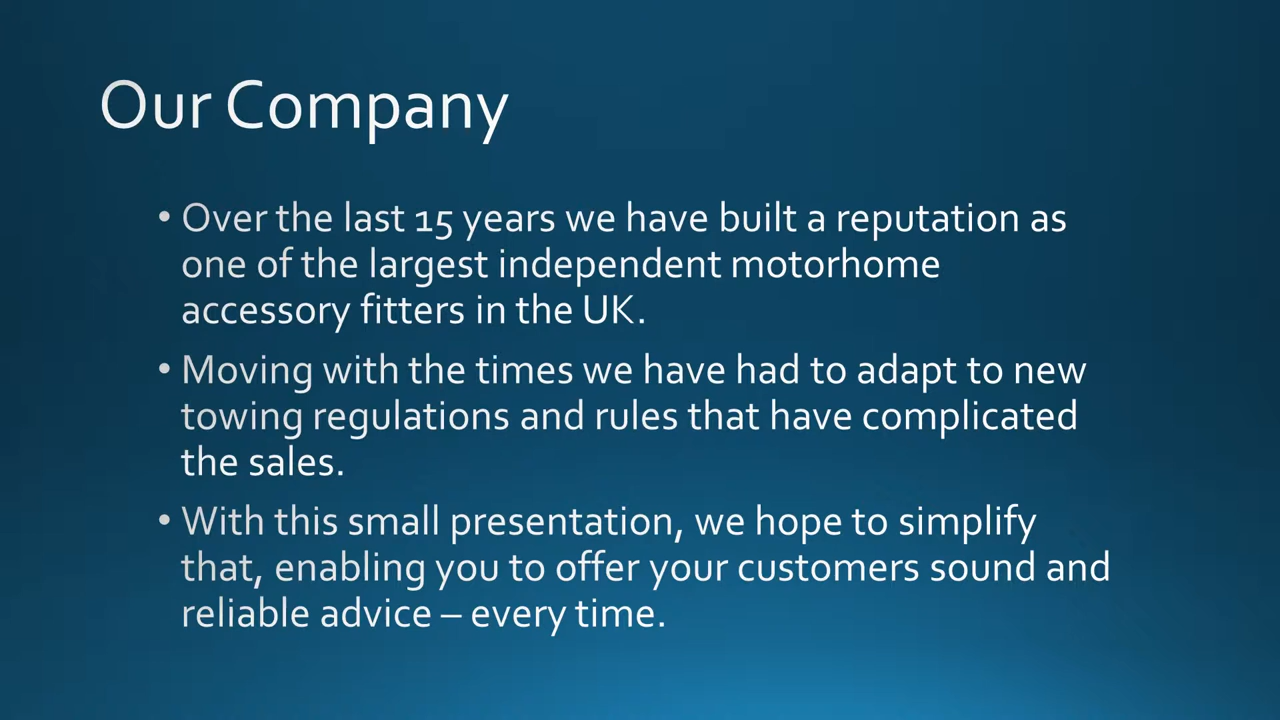 Our Company
• Over the last 15 years we have built a reputation as
one of the largest independent motorhome
accessory fitters in the UK.
• Moving with the times we have had to adapt to new
towing regulations and rules that have complicated
the sales.
• With this small presentation, we hope to simplify
that, enabling you to offer your customers sound and
reliable advice – every time.